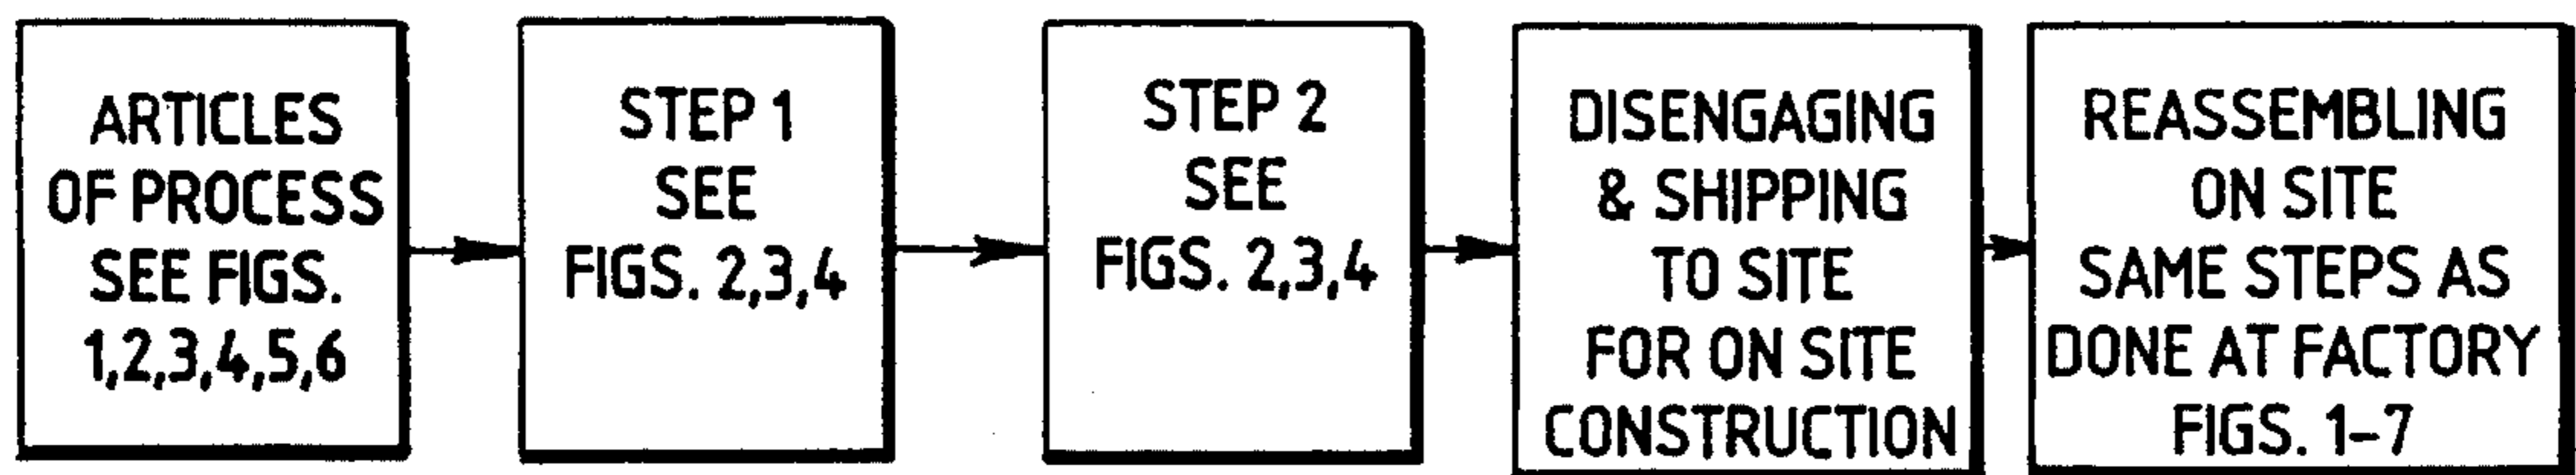 ARTICLES
OF PROCESS
SEE FIGS.
1,2,3,4,5,6
STEP 1
SEE
FIGS. 2,3,4
STEP 2
SEE
FIGS. 2,3,4
DISENGAGING
& SHIPPING
TO SITE
FOR ON SITE
CONSTRUCTION
REASSEMBLING
ON SITE
SAME STEPS AS
DONE AT FACTORY
FIGS. 1–7